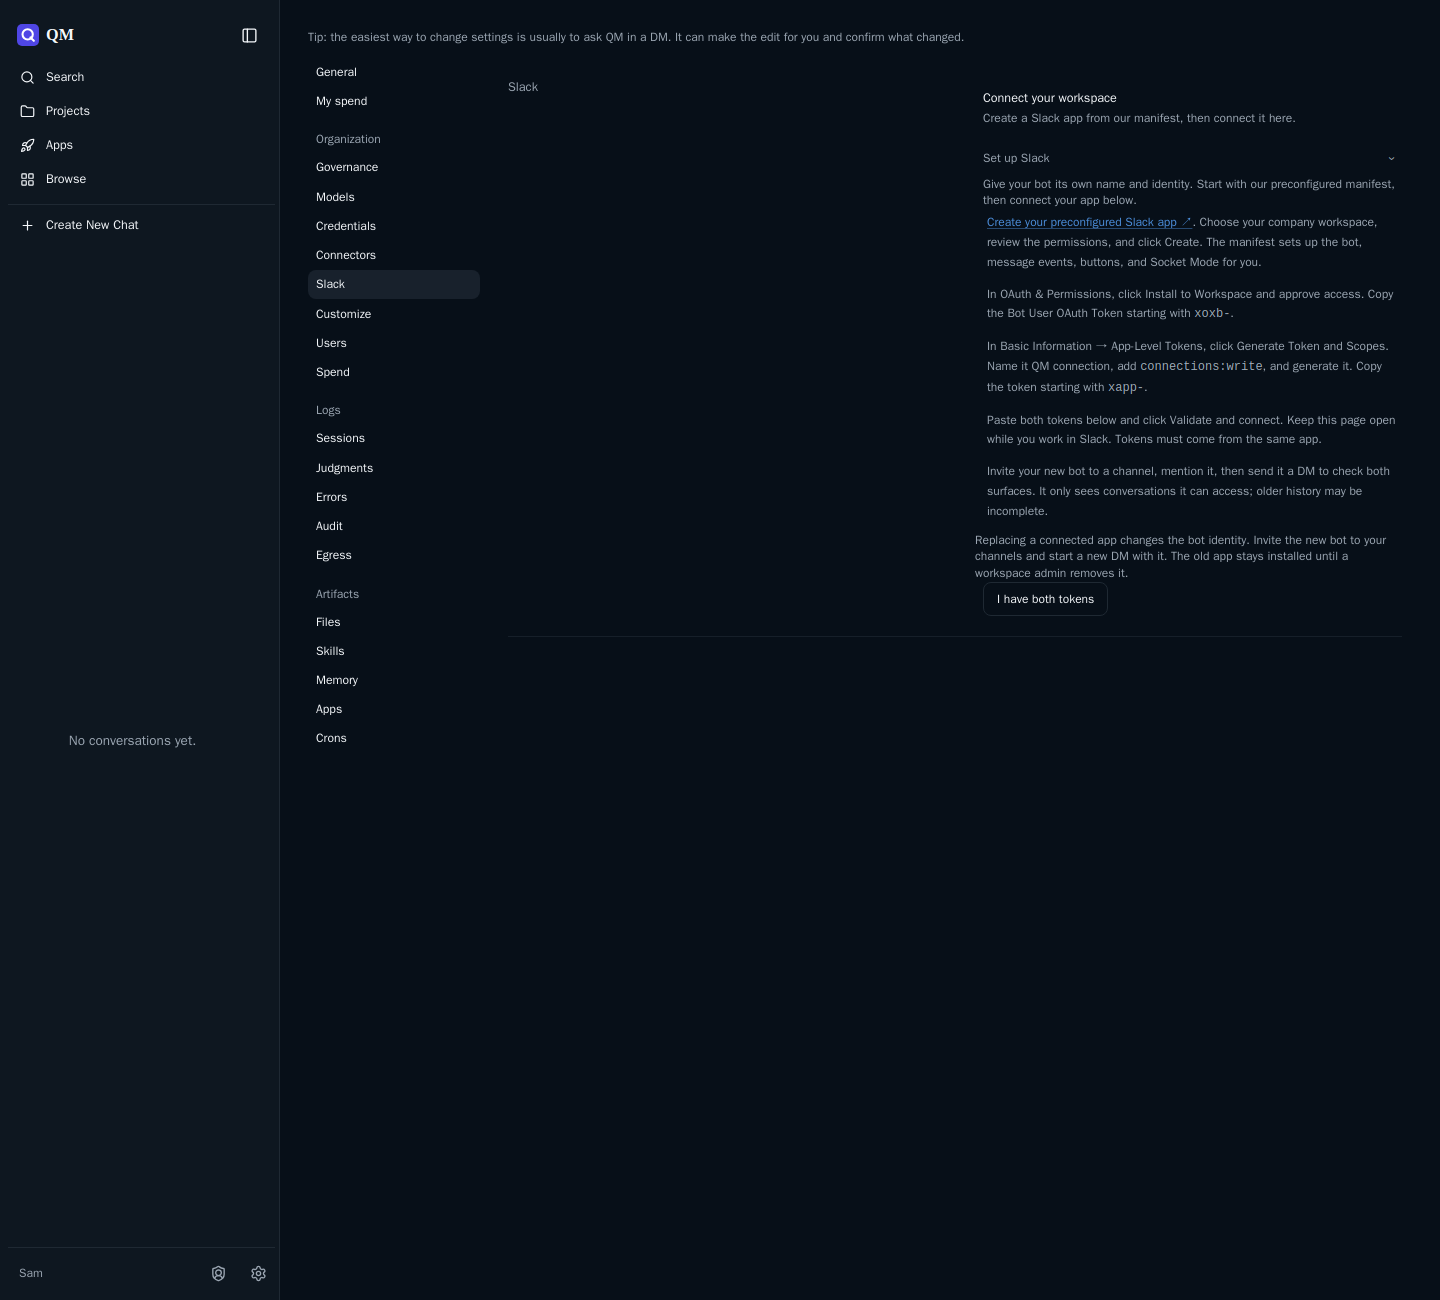 QM
Search
Projects
Apps
Browse
Create New Chat
No conversations yet.
Sam
Tip: the easiest way to change settings is usually to ask QM in a DM. It can make the edit for you and confirm what changed.
General
My spend
Organization
Governance
Models
Credentials
Connectors
Slack
Customize
Users
Spend
Logs
Sessions
Judgments
Errors
Audit
Egress
Artifacts
Files
Skills
Memory
Apps
Crons
Slack
Connect your workspace
Create a Slack app from our manifest, then connect it here.
Set up Slack
Give your bot its own name and identity. Start with our preconfigured manifest,
then connect your app below.
Create your preconfigured Slack app ↗. Choose your company workspace,
review the permissions, and click Create. The manifest sets up the bot,
message events, buttons, and Socket Mode for you.
In OAuth & Permissions, click Install to Workspace and approve access. Copy
the Bot User OAuth Token starting with xoxb-.
In Basic Information → App-Level Tokens, click Generate Token and Scopes.
Name it QM connection, add connections:write, and generate it. Copy
the token starting with xapp-.
Paste both tokens below and click Validate and connect. Keep this page open
while you work in Slack. Tokens must come from the same app.
Invite your new bot to a channel, mention it, then send it a DM to check both
surfaces. It only sees conversations it can access; older history may be
incomplete.
Replacing a connected app changes the bot identity. Invite the new bot to your
channels and start a new DM with it. The old app stays installed until a
workspace admin removes it.
I have both tokens